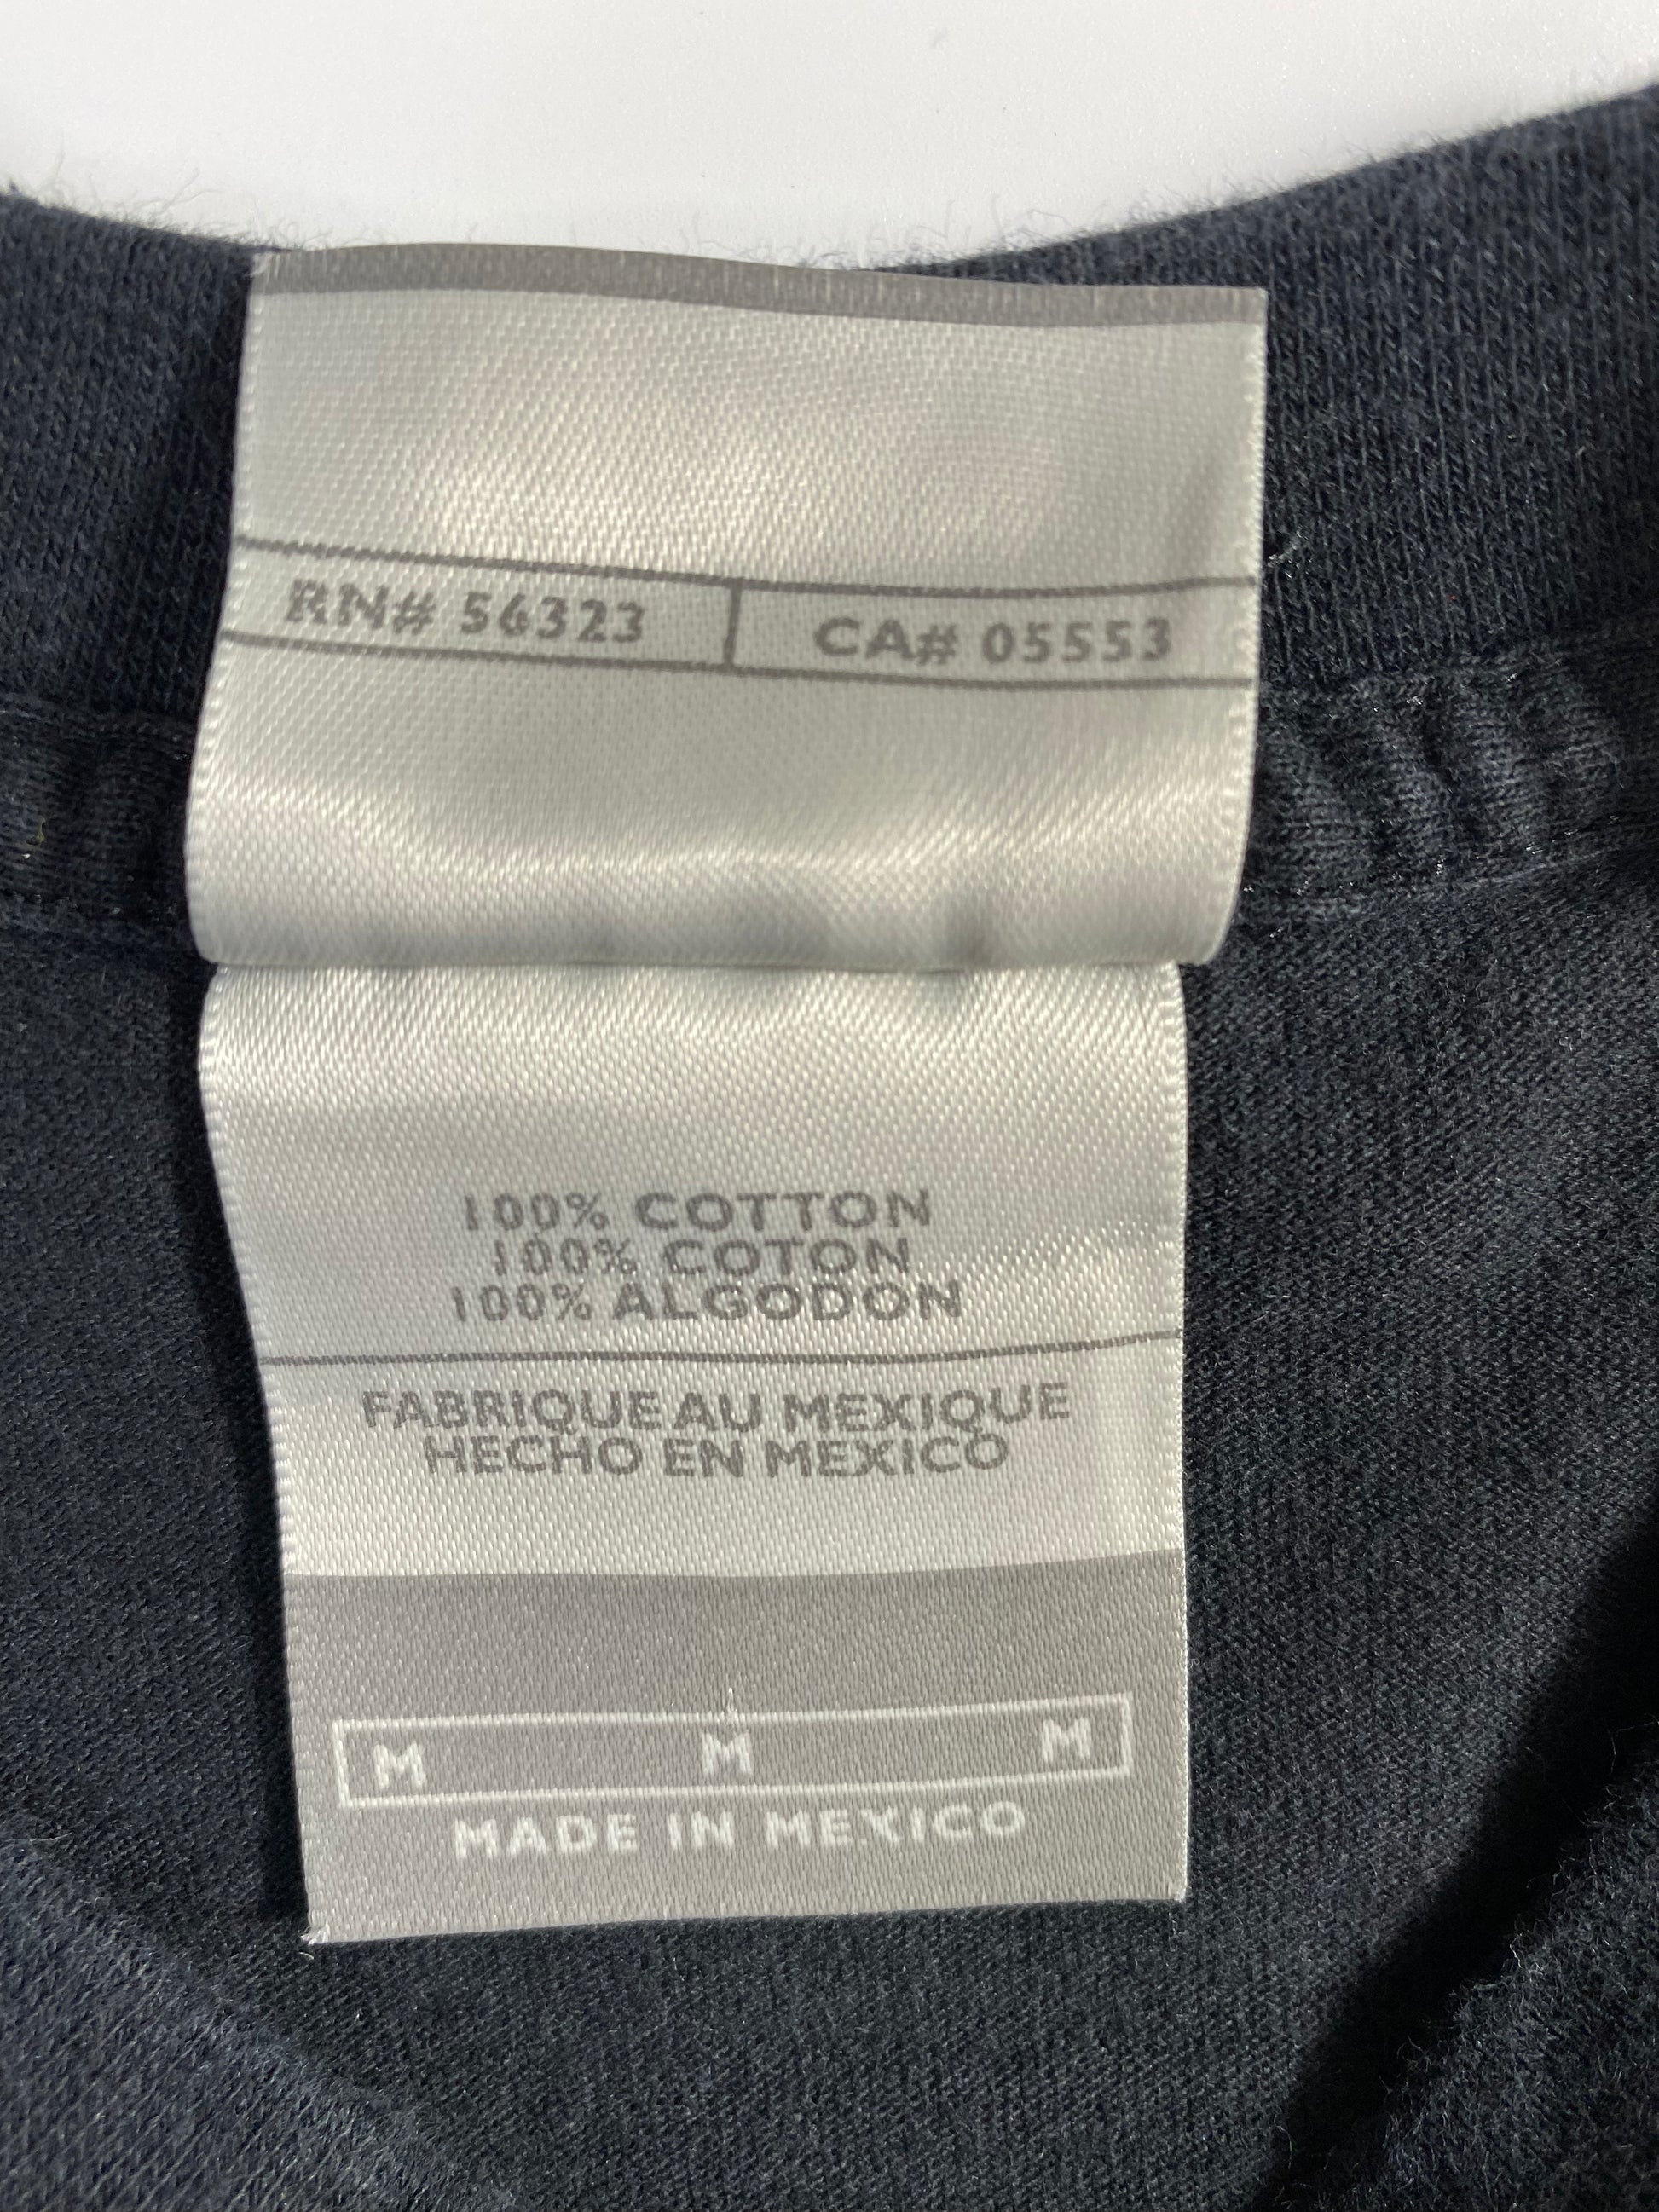 RN# 56323 CA# 05553
100% COTTON
100% COTON
100% ALGODON
FABRIQUE AU MEXIQUE
HECHO EN MEXICO
M M M
MADE IN MEXICO